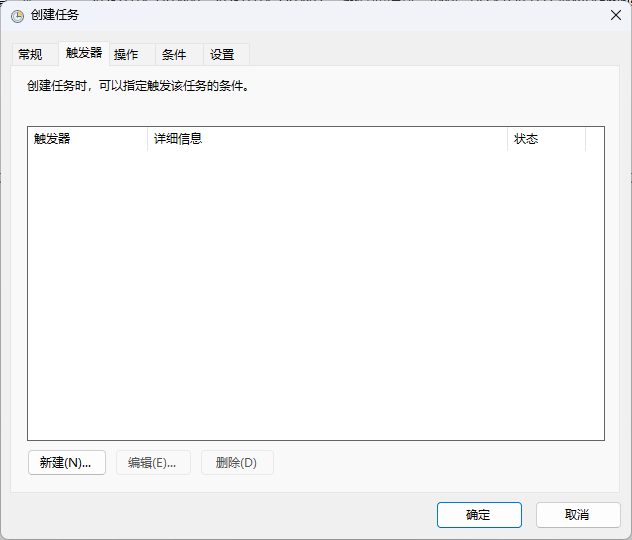 创建任务
常规 触发器 操作 条件 设置
创建任务时，可以指定触发该任务的条件。
触发器 详细信息 状态
新建(N)... 编辑(E)... 删除(D)
确定 取消